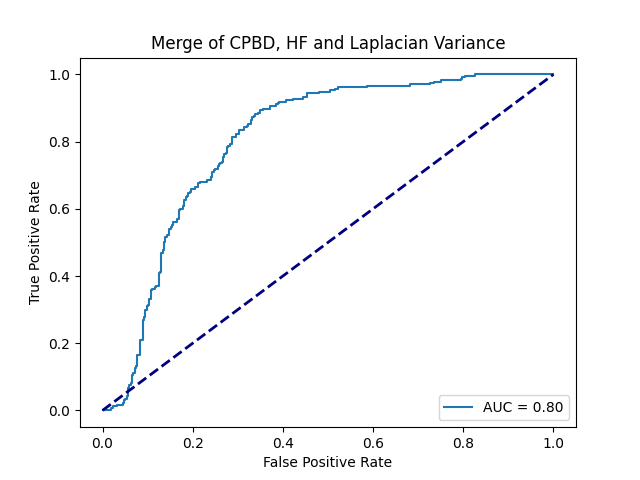 Merge of CPBD, HF and Laplacian Variance
1.0
0.8
0.6
0.4
0.2
0.0
True Positive Rate
AUC = 0.80
0.0 0.2 0.4 0.6 0.8 1.0
False Positive Rate